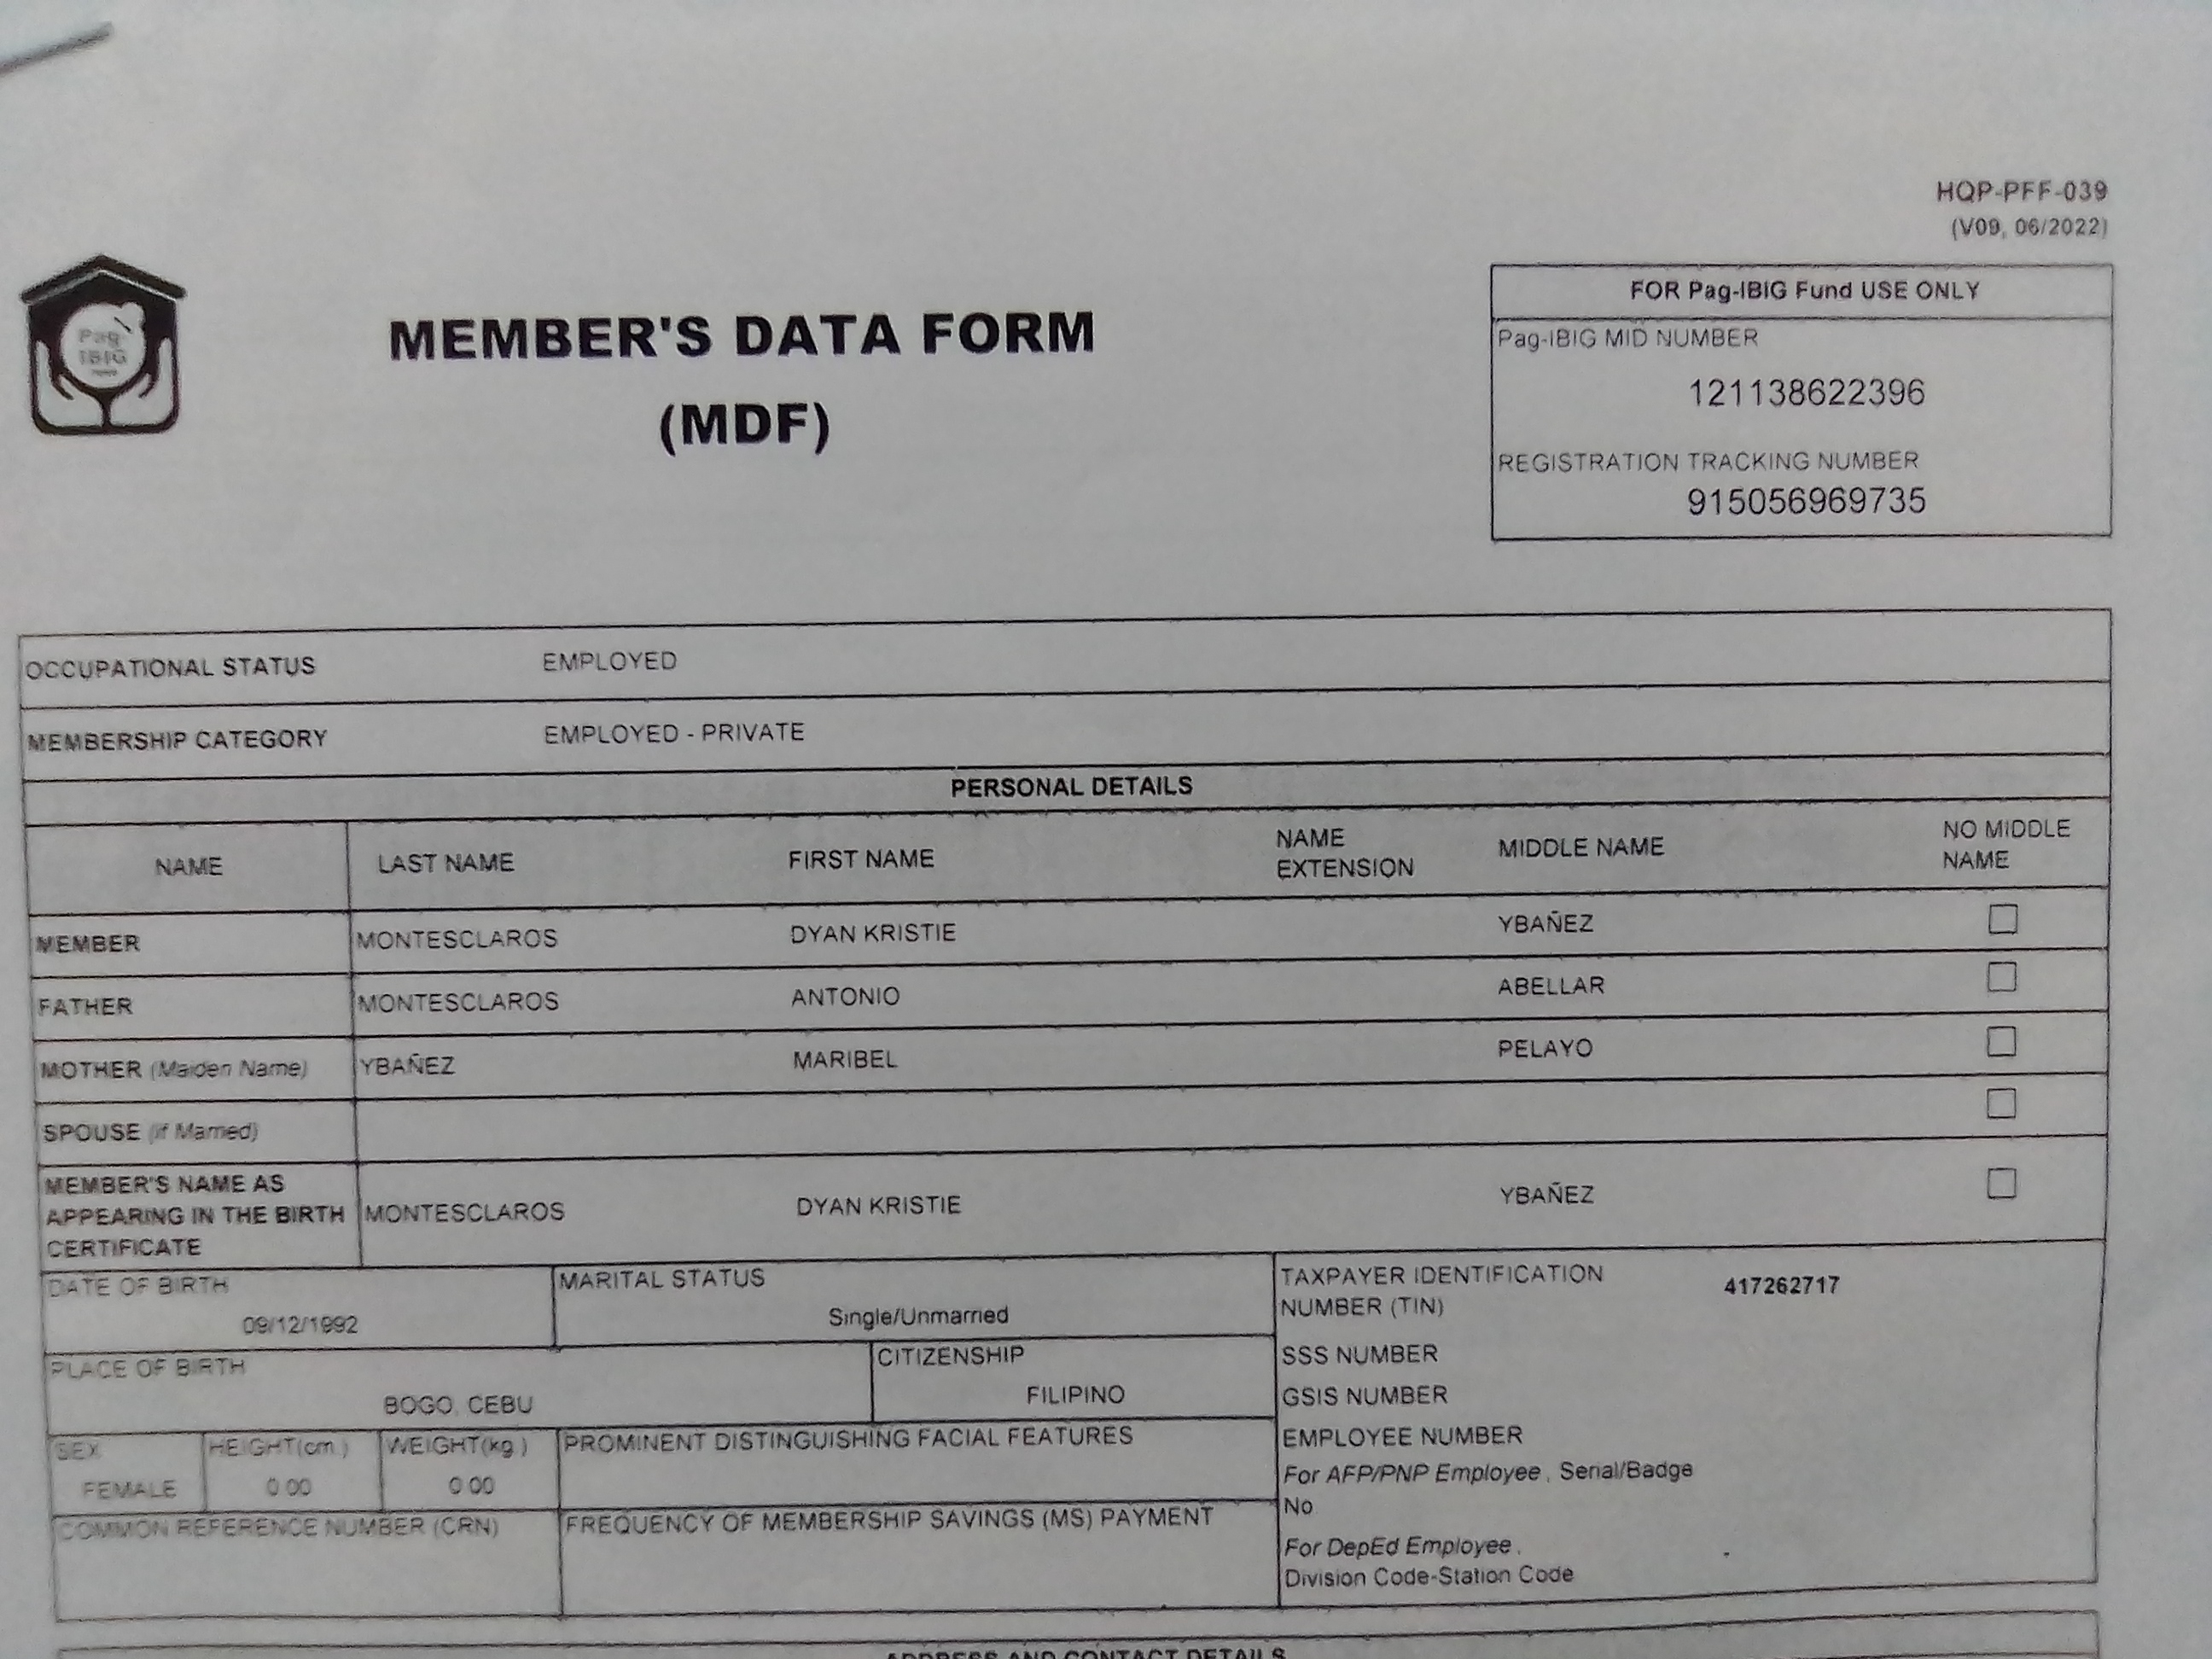 HQP-PFF-039
(V09, 06/2022)
Pag-
IBIG
MEMBER'S DATA FORM
(MDF)
FOR Pag-IBIG Fund USE ONLY
Pag-IBIG MID NUMBER
121138622396
REGISTRATION TRACKING NUMBER
915056969735
OCCUPATIONAL STATUS EMPLOYED
MEMBERSHIP CATEGORY EMPLOYED - PRIVATE
PERSONAL DETAILS
NAME LAST NAME FIRST NAME NAME EXTENSION MIDDLE NAME NO MIDDLE NAME
MEMBER MONTESCLAROS DYAN KRISTIE YBAÑEZ
FATHER MONTESCLAROS ANTONIO ABELLAR
MOTHER (Maiden Name) YBAÑEZ MARIBEL PELAYO
SPOUSE (if Married)
MEMBER'S NAME AS
APPEARING IN THE BIRTH
CERTIFICATE
MONTESCLAROS DYAN KRISTIE YBAÑEZ
DATE OF BIRTH
09/12/1992
MARITAL STATUS
Single/Unmarried
PLACE OF BIRTH
BOGO, CEBU
CITIZENSHIP
FILIPINO
SEX
FEMALE
HEIGHT(cm.)
0.00
WEIGHT(kg.)
0.00
PROMINENT DISTINGUISHING FACIAL FEATURES
COMMON REFERENCE NUMBER (CRN)
FREQUENCY OF MEMBERSHIP SAVINGS (MS) PAYMENT
TAXPAYER IDENTIFICATION
NUMBER (TIN)
417262717
SSS NUMBER
GSIS NUMBER
EMPLOYEE NUMBER
For AFP/PNP Employee, Serial/Badge
No
For DepEd Employee,
Division Code-Station Code
ADDRESS AND CONTACT DETAILS